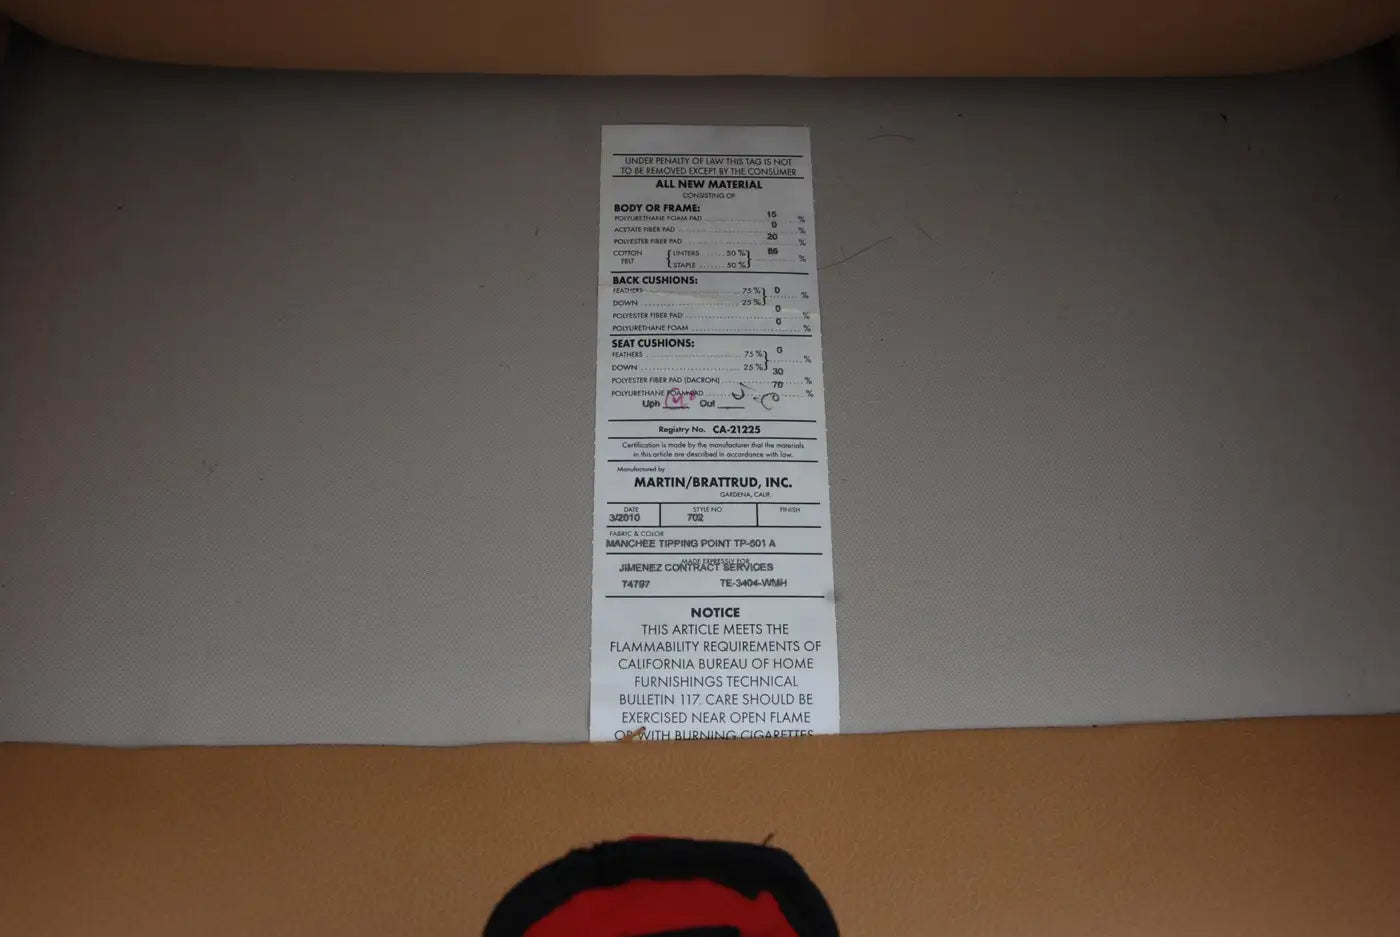 UNDER PENALTY OF LAW THIS TAG IS NOT
TO BE REMOVED EXCEPT BY THE CONSUMER
ALL NEW MATERIAL
CONSISTING OF
BODY OR FRAME:
POLYURETHANE FOAM PAD 15 %
ACETATE FIBER PAD 0 %
POLYESTER FIBER PAD 20 %
COTTON FELT { LINTERS 50 % }
{ STAPLE 50 % } %
BACK CUSHIONS:
FEATHERS 75 % } 0 %
DOWN 25 % }
POLYESTER FIBER PAD 0 %
POLYURETHANE FOAM 0 %
SEAT CUSHIONS:
FEATHERS 75 % } 0 %
DOWN 25 % }
POLYESTER FIBER PAD (DACRON) 30 %
POLYURETHANE FOAM PAD 70 %
Uph Out
Registry No. CA-21225
Certification is made by the manufacturer that the materials
in this article are described in accordance with law.
Manufactured by
MARTIN/BRATTRUD, INC.
GARDENA, CALIF.
DATE STYLE NO. FINISH
3/2010 702
FABRIC & COLOR
MANCHEE TIPPING POINT TP-501 A
MADE EXPRESSLY FOR
JIMENEZ CONTRACT SERVICES
74797 TE-3404-WMH
NOTICE
THIS ARTICLE MEETS THE
FLAMMABILITY REQUIREMENTS OF
CALIFORNIA BUREAU OF HOME
FURNISHINGS TECHNICAL
BULLETIN 117. CARE SHOULD BE
EXERCISED NEAR OPEN FLAME
OR WITH BURNING CIGARETTES.